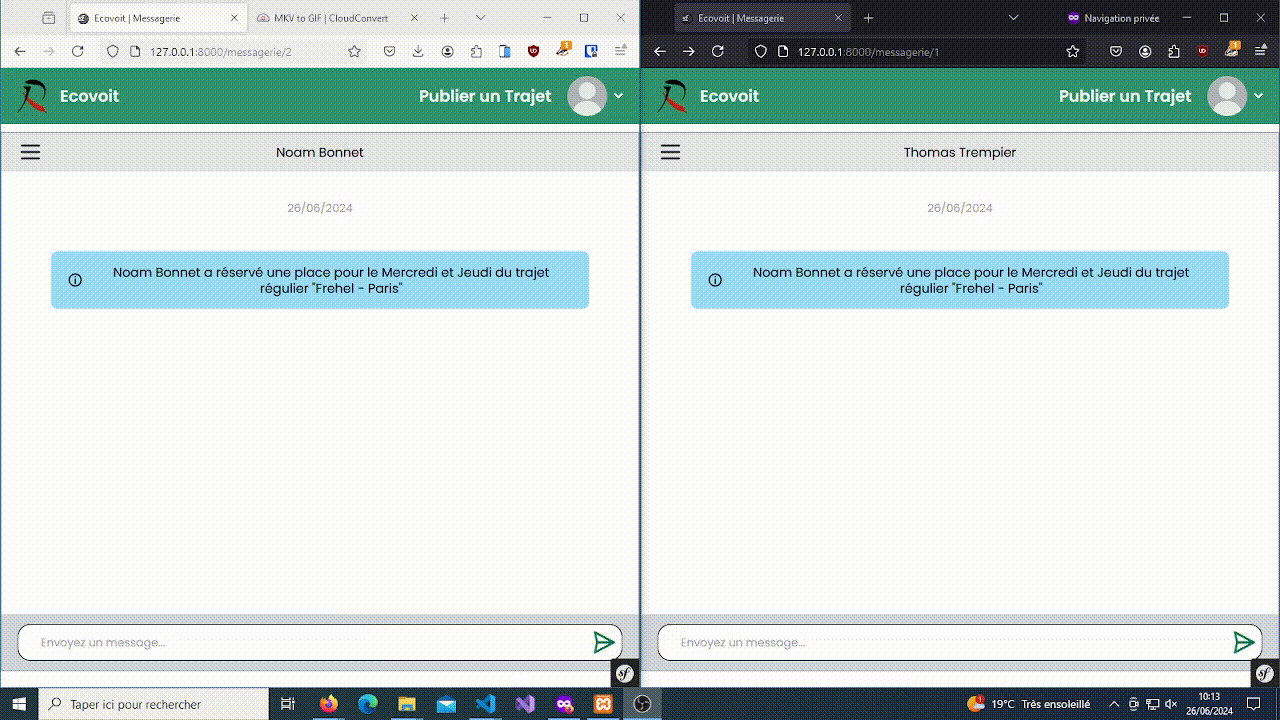 Ecovoit | Messagerie
MKV to GIF | CloudConvert
127.0.0.1:8000/messagerie/2
1
Ecovoit
Publier un Trajet
Noam Bonnet
26/06/2024
Noam Bonnet a réservé une place pour le Mercredi et Jeudi du trajet
régulier "Frehel - Paris"
Envoyez un message...
sf
Ecovoit | Messagerie
Navigation privée
127.0.0.1:8000/messagerie/1
1
Ecovoit
Publier un Trajet
Thomas Trempier
26/06/2024
Noam Bonnet a réservé une place pour le Mercredi et Jeudi du trajet
régulier "Frehel - Paris"
Envoyez un message...
sf
Taper ici pour rechercher
19°C Très ensoleillé
10:13
26/06/2024